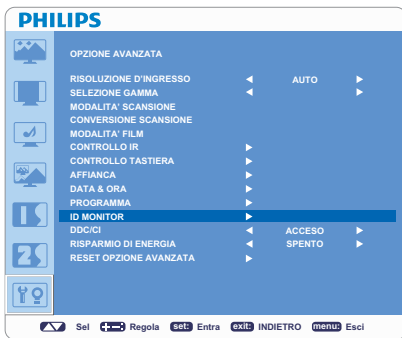 PHILIPS
OPZIONE AVANZATA
RISOLUZIONE D'INGRESSO AUTO
SELEZIONE GAMMA
MODALITA' SCANSIONE
CONVERSIONE SCANSIONE
MODALITA' FILM
CONTROLLO IR
CONTROLLO TASTIERA
AFFIANCA
DATA & ORA
PROGRAMMA
ID MONITOR
DDC/CI ACCESO
RISPARMIO DI ENERGIA SPENTO
RESET OPZIONE AVANZATA
1
2
Sel Regola set: Entra exit: INDIETRO menu: Esci